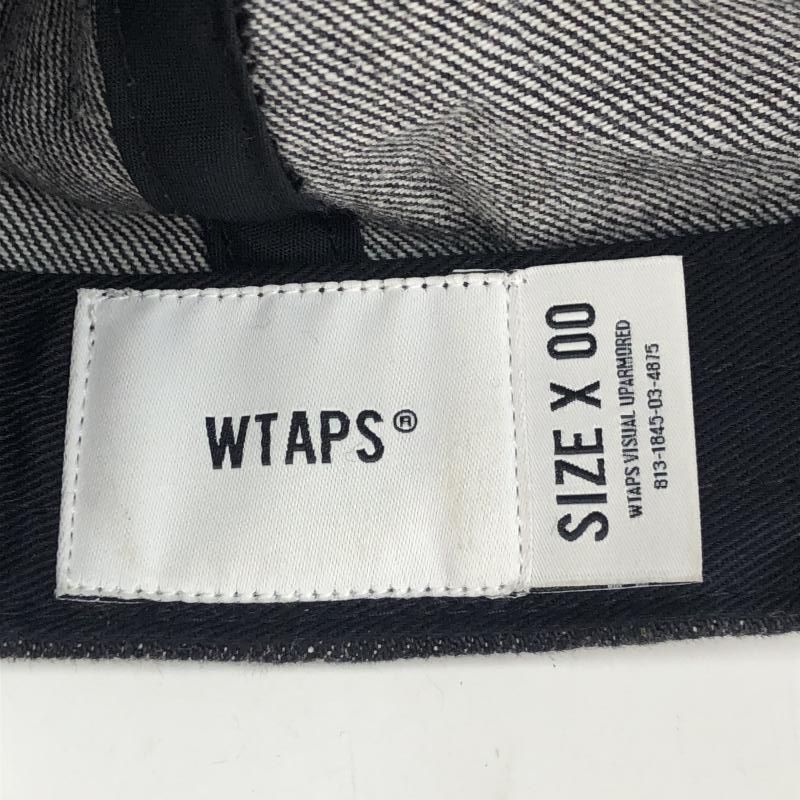 WTAPS®
SIZE X 00
WTAPS VISUAL UPARMORED
813-1845-03-4875